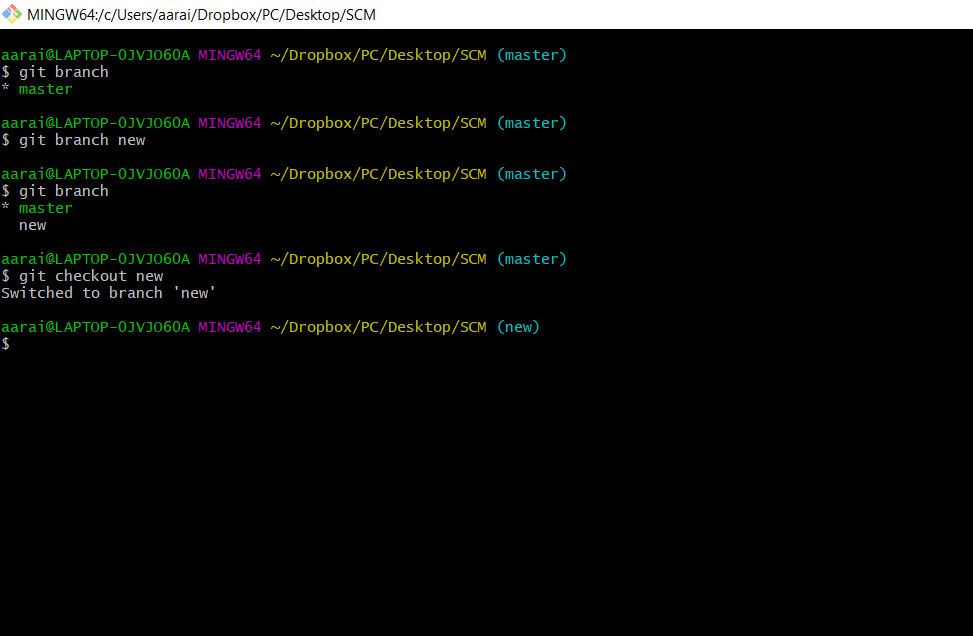 MINGW64:/c/Users/aarai/Dropbox/PC/Desktop/SCM
aarai@LAPTOP-0JVJO60A MINGW64 ~/Dropbox/PC/Desktop/SCM (master)
$ git branch
* master
aarai@LAPTOP-0JVJO60A MINGW64 ~/Dropbox/PC/Desktop/SCM (master)
$ git branch new
aarai@LAPTOP-0JVJO60A MINGW64 ~/Dropbox/PC/Desktop/SCM (master)
$ git branch
* master
  new
aarai@LAPTOP-0JVJO60A MINGW64 ~/Dropbox/PC/Desktop/SCM (master)
$ git checkout new
Switched to branch 'new'
aarai@LAPTOP-0JVJO60A MINGW64 ~/Dropbox/PC/Desktop/SCM (new)
$